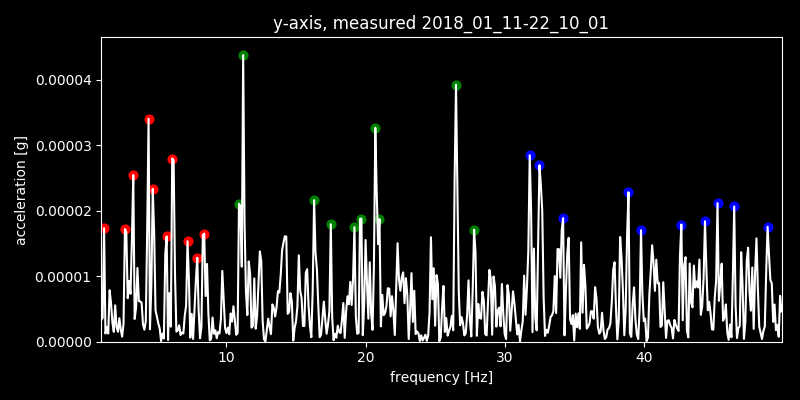 y-axis, measured 2018_01_11-22_10_01
acceleration [g]
0.00004
0.00003
0.00002
0.00001
0.00000
10 20 30 40
frequency [Hz]